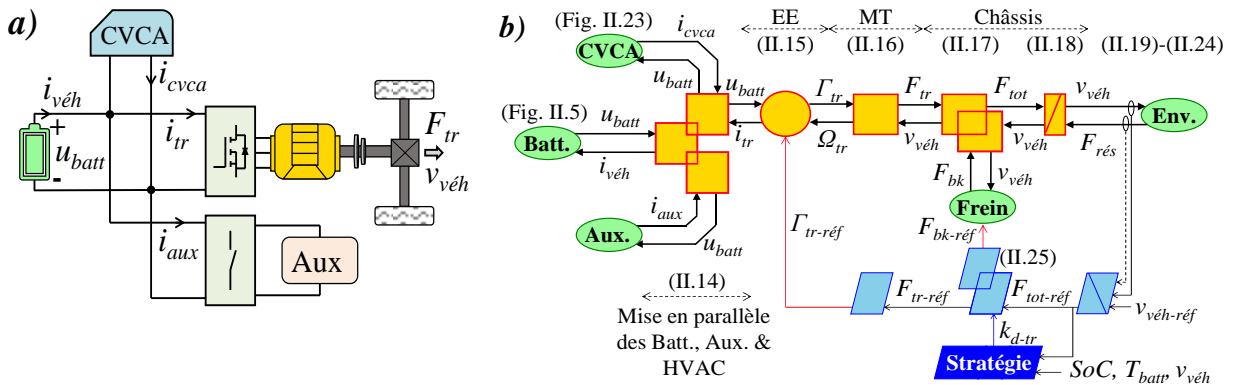 a)
CVCA
i_véh
i_cvca
+
u_batt
-
i_tr
F_tr
v_véh
i_aux
Aux
b)
(Fig. II.23)
CVCA
i_cvca
u_batt
EE
(II.15)
MT
(II.16)
Châssis
(II.17)
(II.18)
(II.19)-(II.24)
(Fig. II.5)
Batt.
u_batt
i_véh
u_batt
i_tr
Γ_tr
Ω_tr
F_tr
v_véh
F_tot
v_véh
v_véh
F_rés
Env.
F_bk
v_véh
Frein
Aux.
i_aux
u_batt
Γ_tr-réf
F_bk-réf
(II.25)
(II.14)
Mise en parallèle
des Batt., Aux. &
HVAC
F_tr-réf
F_tot-réf
v_véh-réf
k_d-tr
Stratégie
SoC, T_batt, v_véh